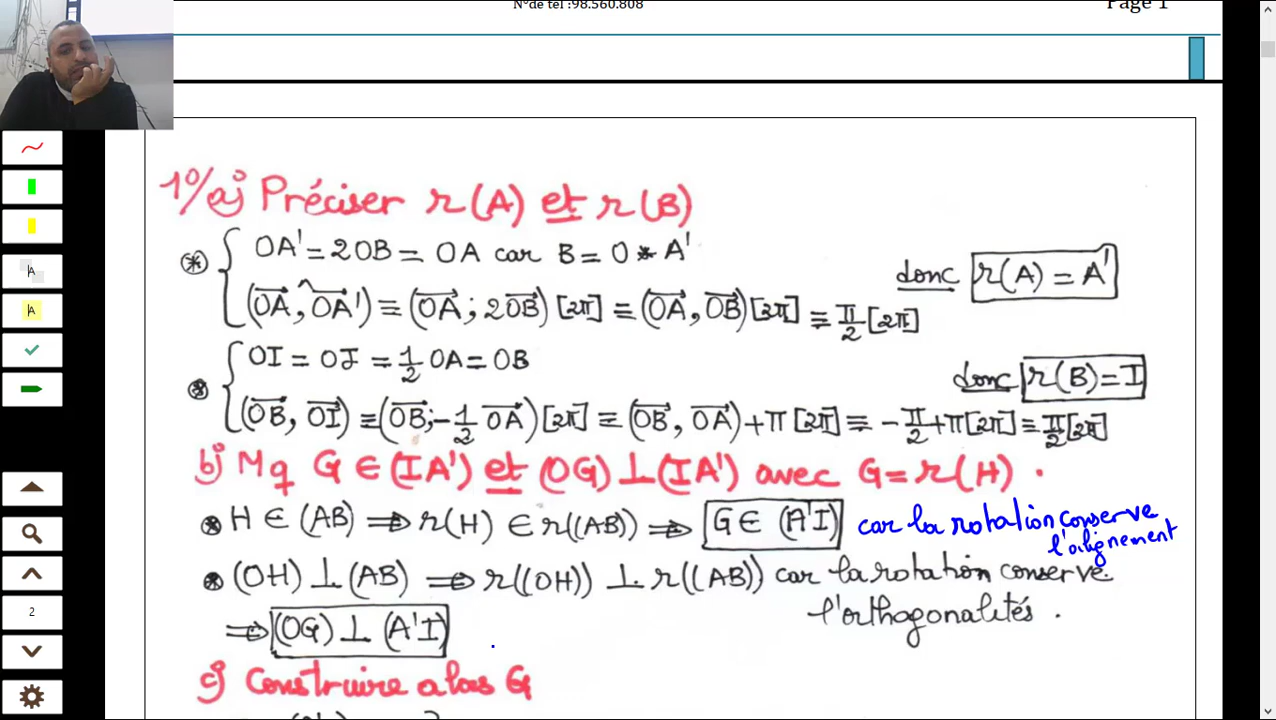 N°de tel :98.560.808
Page 1
1°/a) Préciser r(A) et r(B)
* { OA' = 2OB = OA car B = O * A'
(OA, OA') ≡ (OA ; 2OB) [2π] ≡ (OA, OB) [2π] ≡ π/2 [2π]
donc r(A) = A'
* { OI = OJ = 1/2 OA = OB
(OB, OI) ≡ (OB; -1/2 OA) [2π] ≡ (OB, OA) + π [2π] ≡ -π/2 + π [2π] ≡ π/2 [2π]
donc r(B) = I
b) Mq G ∈ (IA') et (OG) ⊥ (IA') avec G = r(H) .
* H ∈ (AB) ⟹ r(H) ∈ r((AB)) ⟹ G ∈ (A'I) car la rotation conserve
l'alignement
* (OH) ⊥ (AB) ⟹ r((OH)) ⊥ r((AB)) car la rotation conserve
l'orthogonalités .
⟹ (OG) ⊥ (A'I)
c) Construire alors G
A
A
2